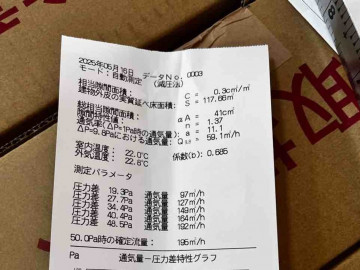 2025年05月16日 データNo. 0003
モード:自動測定 (減圧法)
相当隙間面積: C = 0.3c㎡/㎡
建物外皮の実質延べ床面積: S = 117.66㎡
総相当隙間面積: αA = 41c㎡
隙間特性値: n = 1.37
通気率(ΔP=1Pa時の通気量): a = 11.1
ΔP=9.8Paにおける通気量: Q = 59.1㎥/h
室内温度: 22.0℃
外気温度: 22.8℃ 係数(b) 0.685
測定パラメータ
圧力差 19.3Pa 通気量 97㎥/h
圧力差 27.7Pa 通気量 127㎥/h
圧力差 34.4Pa 通気量 149㎥/h
圧力差 40.4Pa 通気量 164㎥/h
圧力差 48.5Pa 通気量 192㎥/h
50.0Pa時の確定流量: 195㎥/h
Pa 通気量-圧力差特性グラフ
取